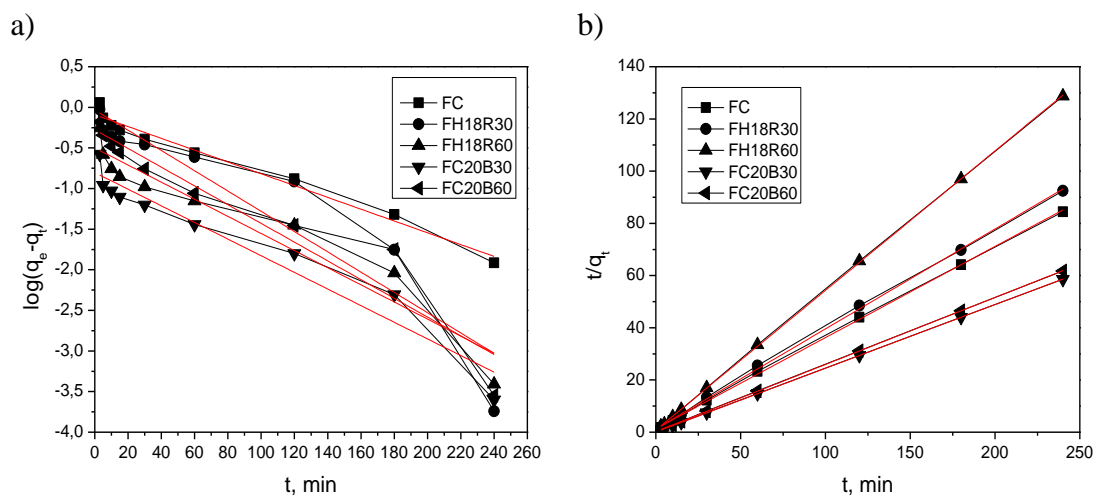 a)
b)
0,5
0,0
-0,5
-1,0
-1,5
-2,0
-2,5
-3,0
-3,5
-4,0
log(qe-qt)
0 20 40 60 80 100 120 140 160 180 200 220 240 260
t, min
FC
FH18R30
FH18R60
FC20B30
FC20B60
140
120
100
80
60
40
20
0
t/qt
0 50 100 150 200 250
t, min
FC
FH18R30
FH18R60
FC20B30
FC20B60